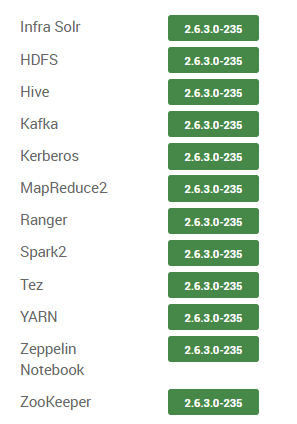 Infra Solr 2.6.3.0-235
HDFS 2.6.3.0-235
Hive 2.6.3.0-235
Kafka 2.6.3.0-235
Kerberos 2.6.3.0-235
MapReduce2 2.6.3.0-235
Ranger 2.6.3.0-235
Spark2 2.6.3.0-235
Tez 2.6.3.0-235
YARN 2.6.3.0-235
Zeppelin 2.6.3.0-235
Notebook
ZooKeeper 2.6.3.0-235